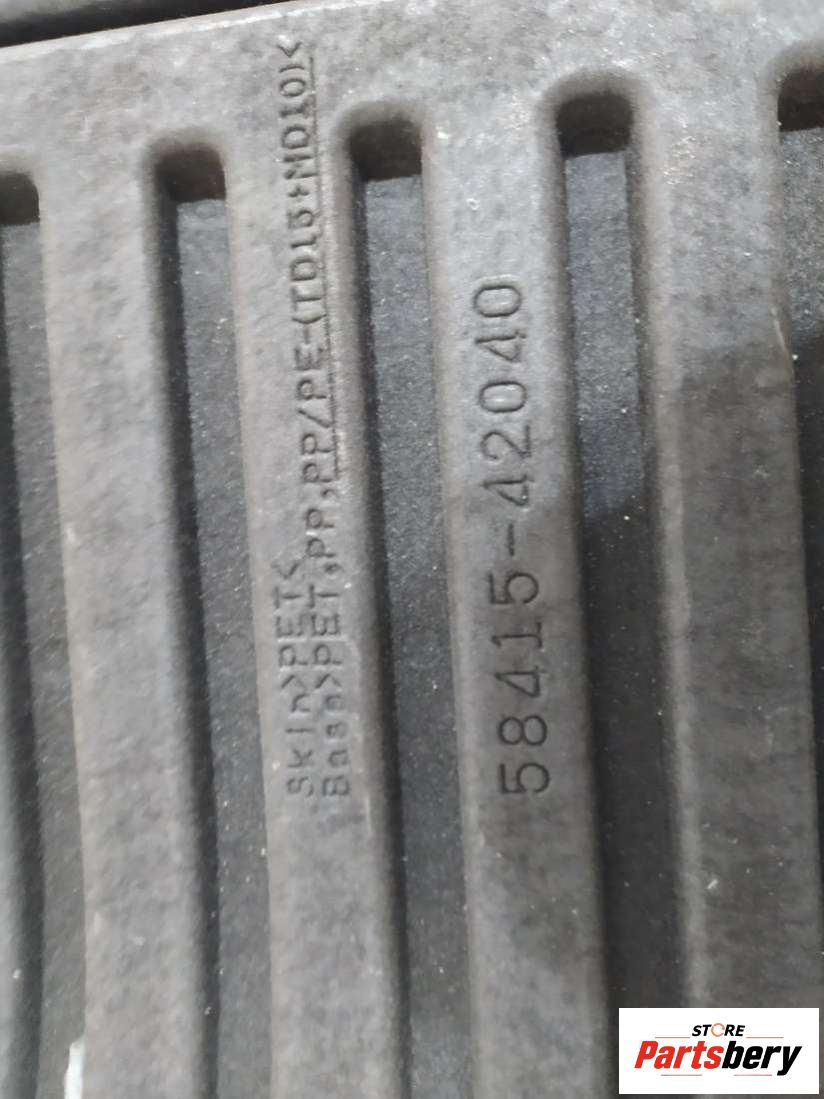 Skin>PET<
Base>PET,PP,PP/PE-(TD15+MD10)<
58415-42040
STORE
Partsbery